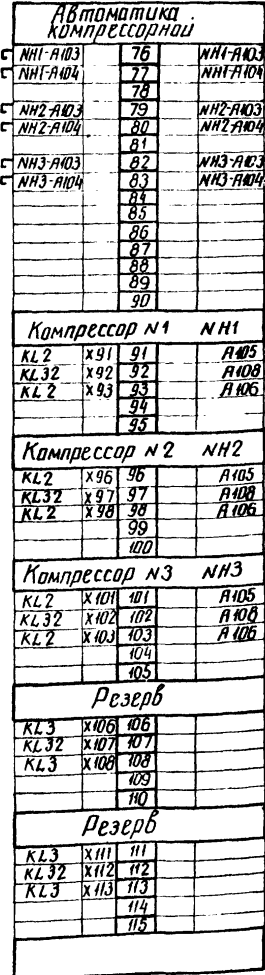 Автоматика
компрессорной
NH1-A103 76 NH1-A103
NH1-A104 77 NH1-A104
78
NH2-A103 79 NH2-A103
NH2-A104 80 NH2-A104
81
NH3-A103 82 NH3-A103
NH3-A104 83 NH3-A104
84
85
86
87
88
89
90
Компрессор N1 NH1
KL2 X91 91 A105
KL32 X92 92 A108
KL2 X93 93 A106
94
95
Компрессор N2 NH2
KL2 X96 96 A105
KL32 X97 97 A108
KL2 X98 98 A106
99
100
Компрессор N3 NH3
KL2 X101 101 A105
KL32 X102 102 A108
KL2 X103 103 A106
104
105
Резерв
KL3 X106 106
KL32 X107 107
KL3 X108 108
109
110
Резерв
KL3 X111 111
KL32 X112 112
KL3 X113 113
114
115